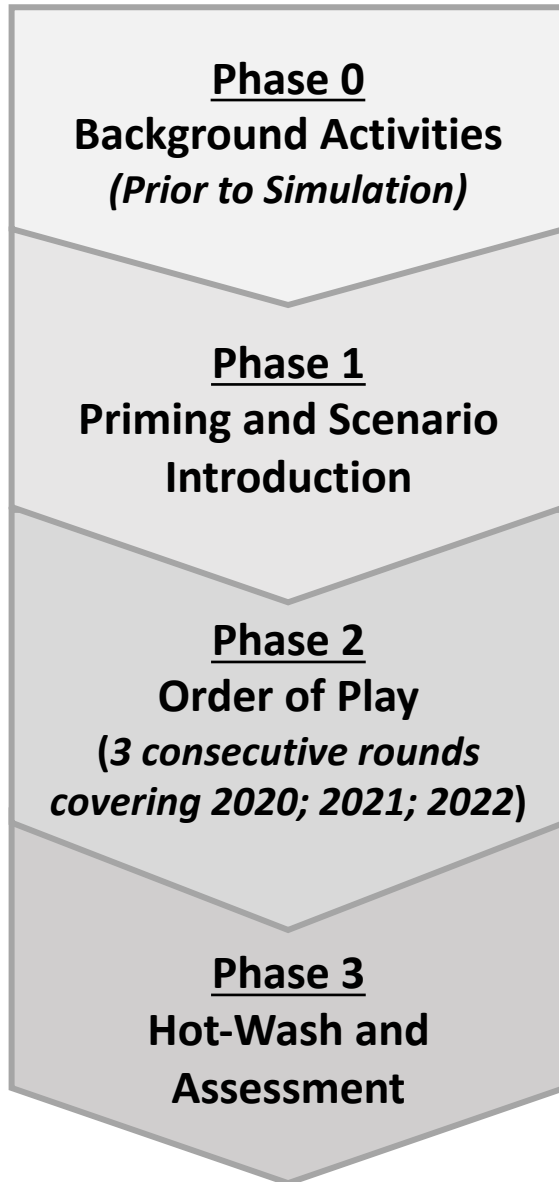 Phase 0
Background Activities
(Prior to Simulation)
Phase 1
Priming and Scenario
Introduction
Phase 2
Order of Play
(3 consecutive rounds
covering 2020; 2021; 2022)
Phase 3
Hot-Wash and
Assessment